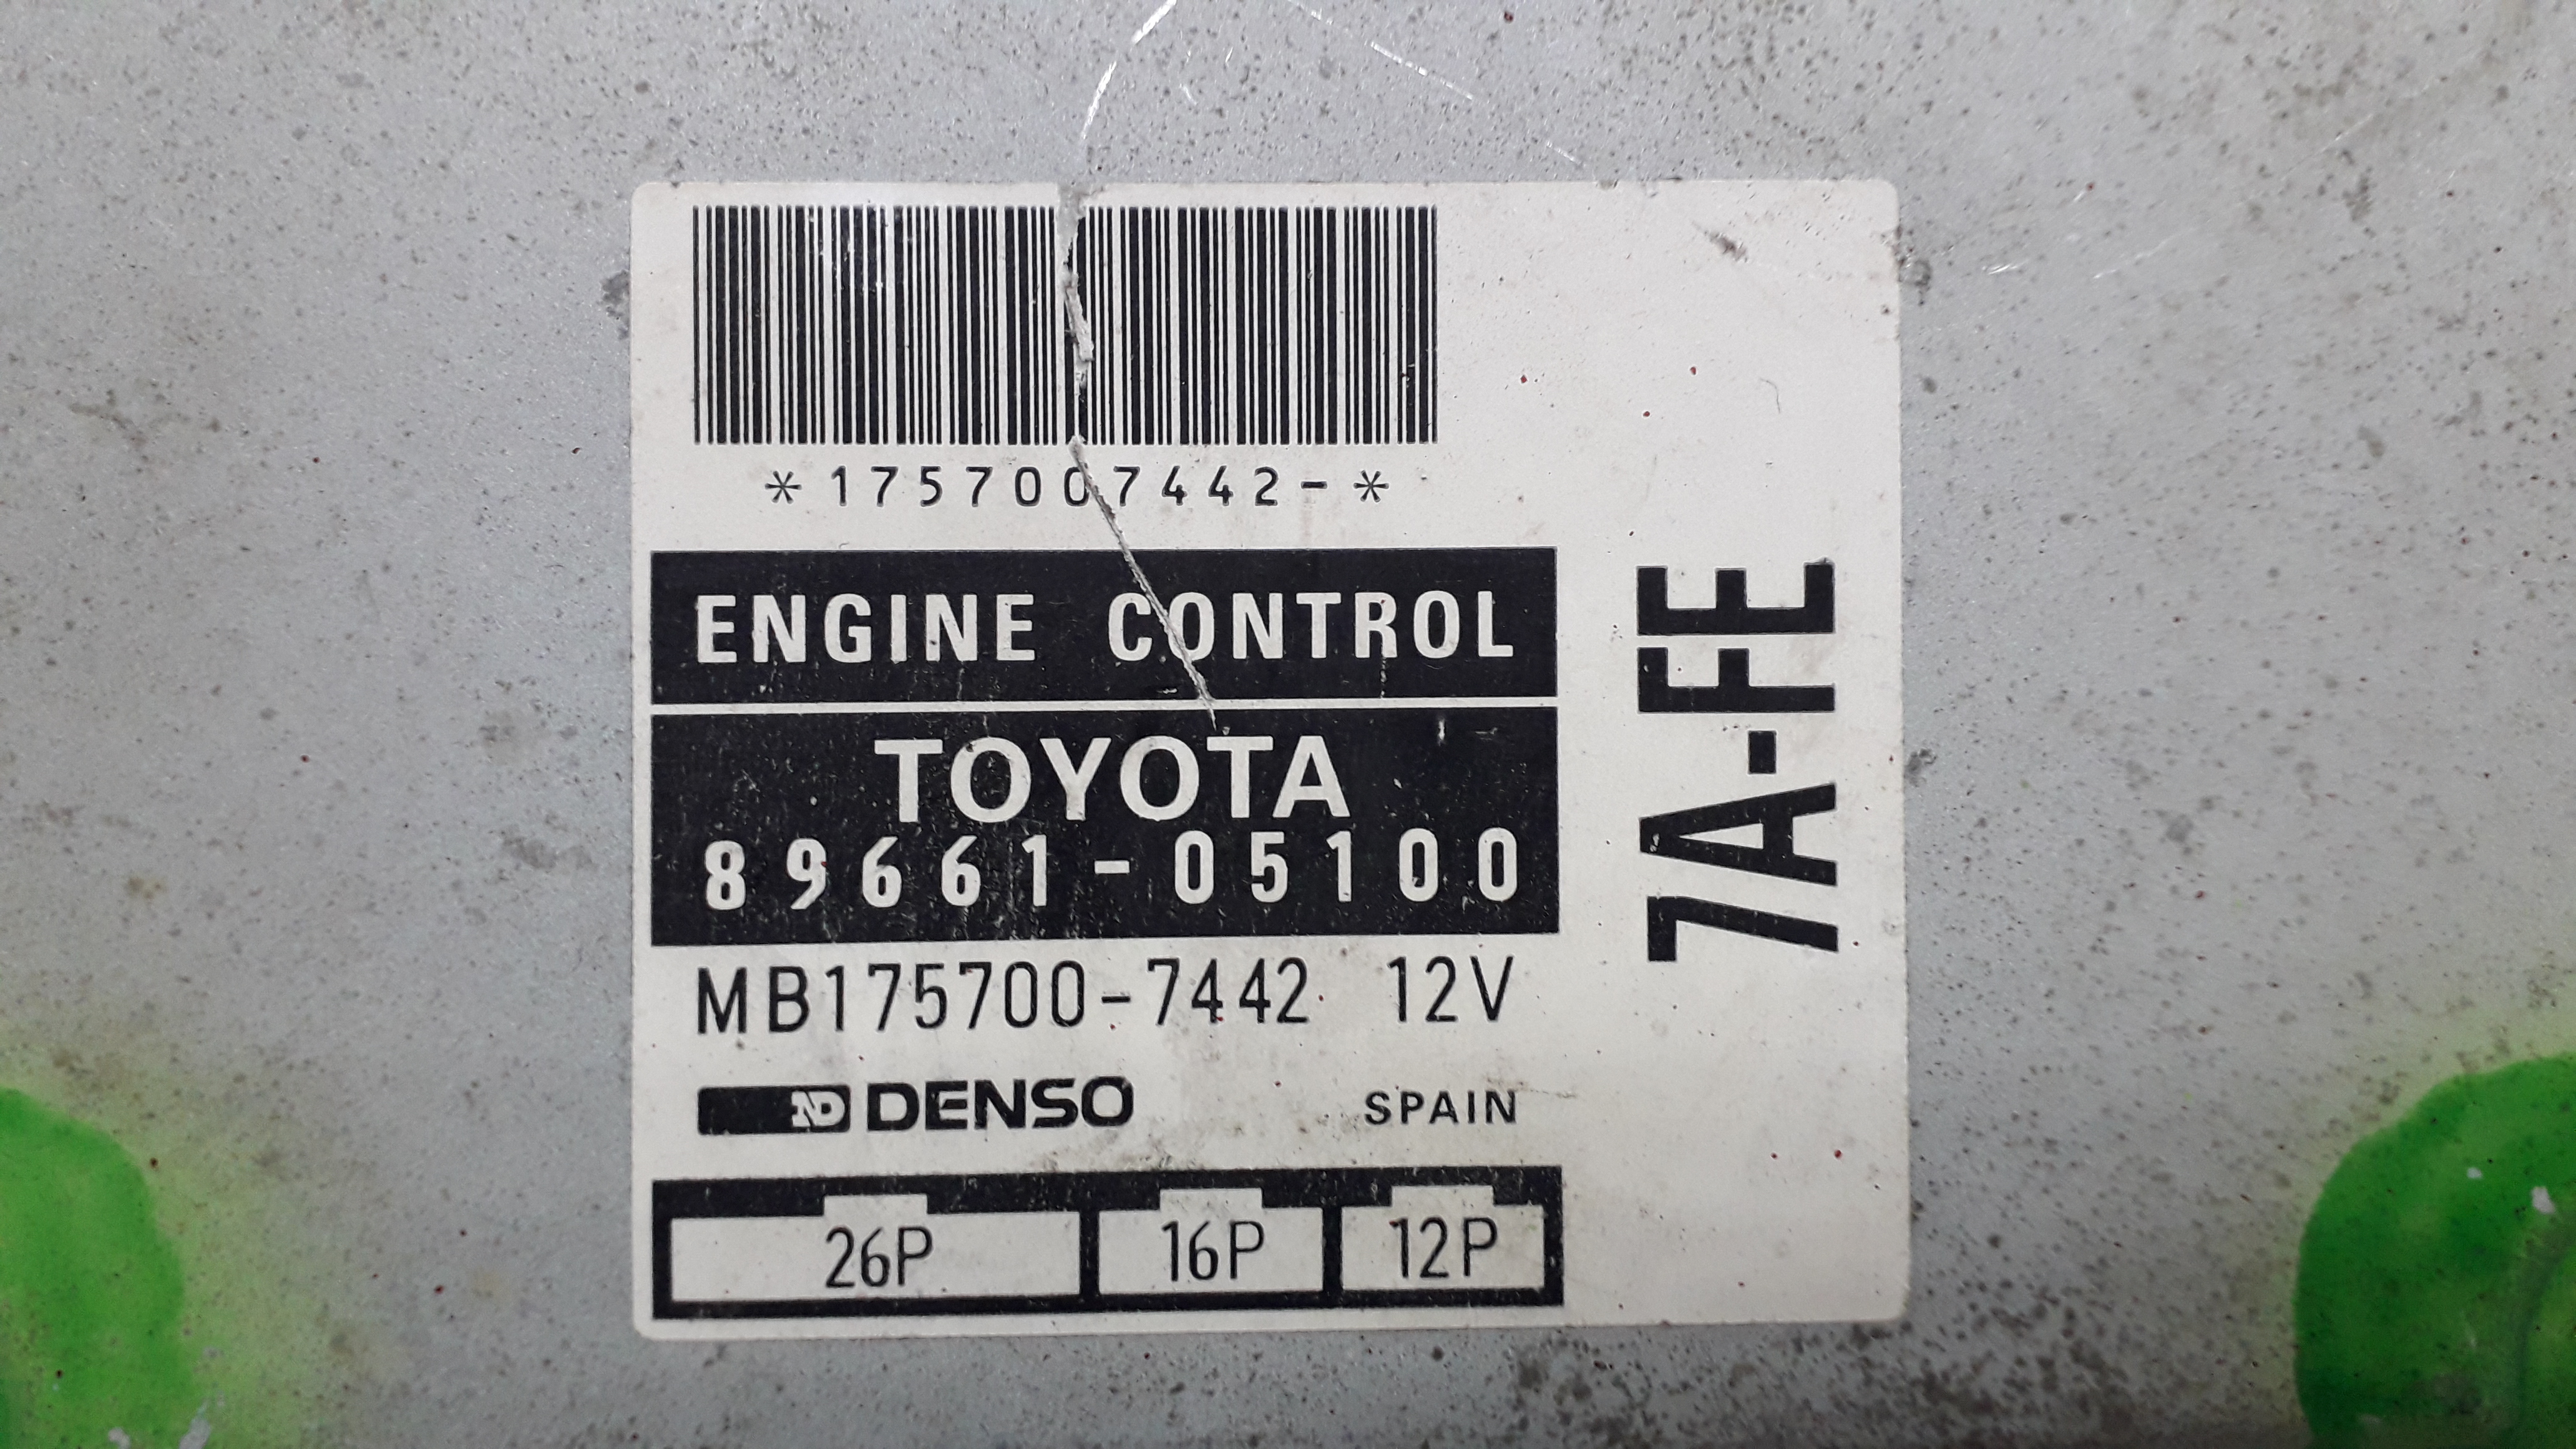 *1757007442-*
ENGINE CONTROL
TOYOTA
89661-05100
MB175700-7442 12V
ND DENSO SPAIN
26P 16P 12P
7A-FE